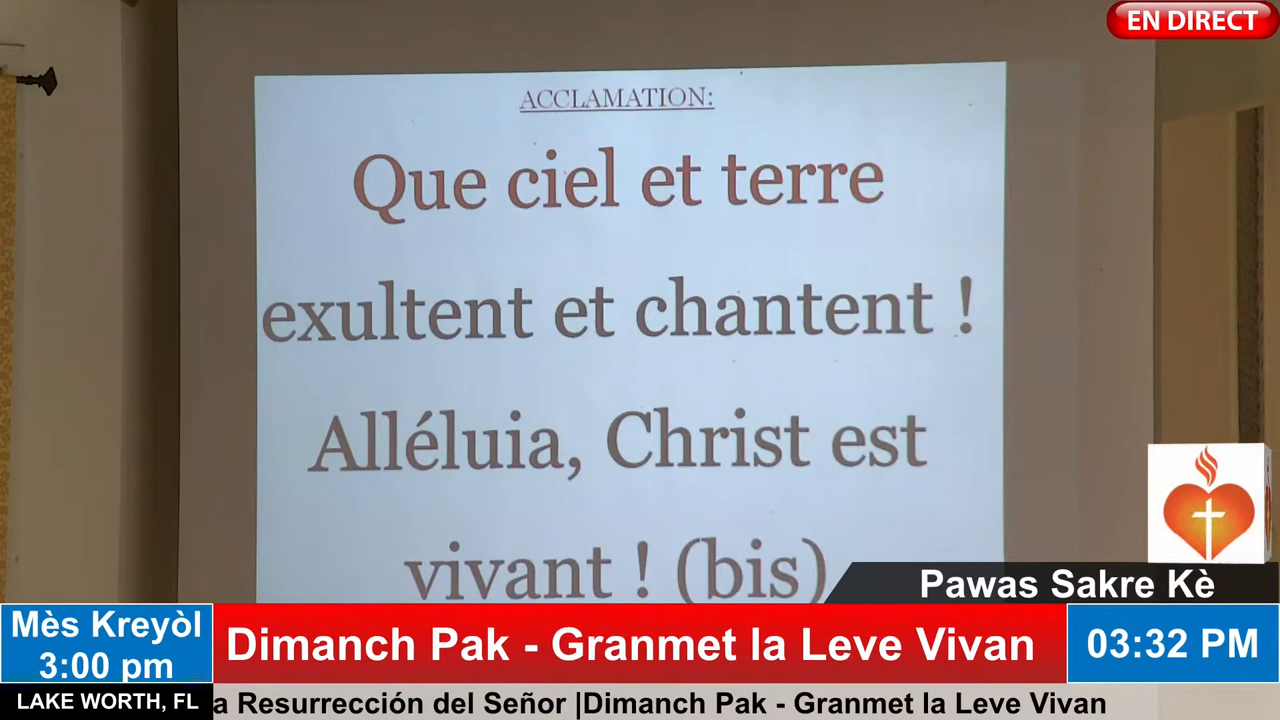 EN DIRECT
ACCLAMATION:
Que ciel et terre
exultent et chantent !
Alléluia, Christ est
vivant ! (bis)
Pawas Sakre Kè
Mès Kreyòl
3:00 pm
Dimanch Pak - Granmet la Leve Vivan
03:32 PM
LAKE WORTH, FL
a Resurrección del Señor |Dimanch Pak - Granmet la Leve Vivan